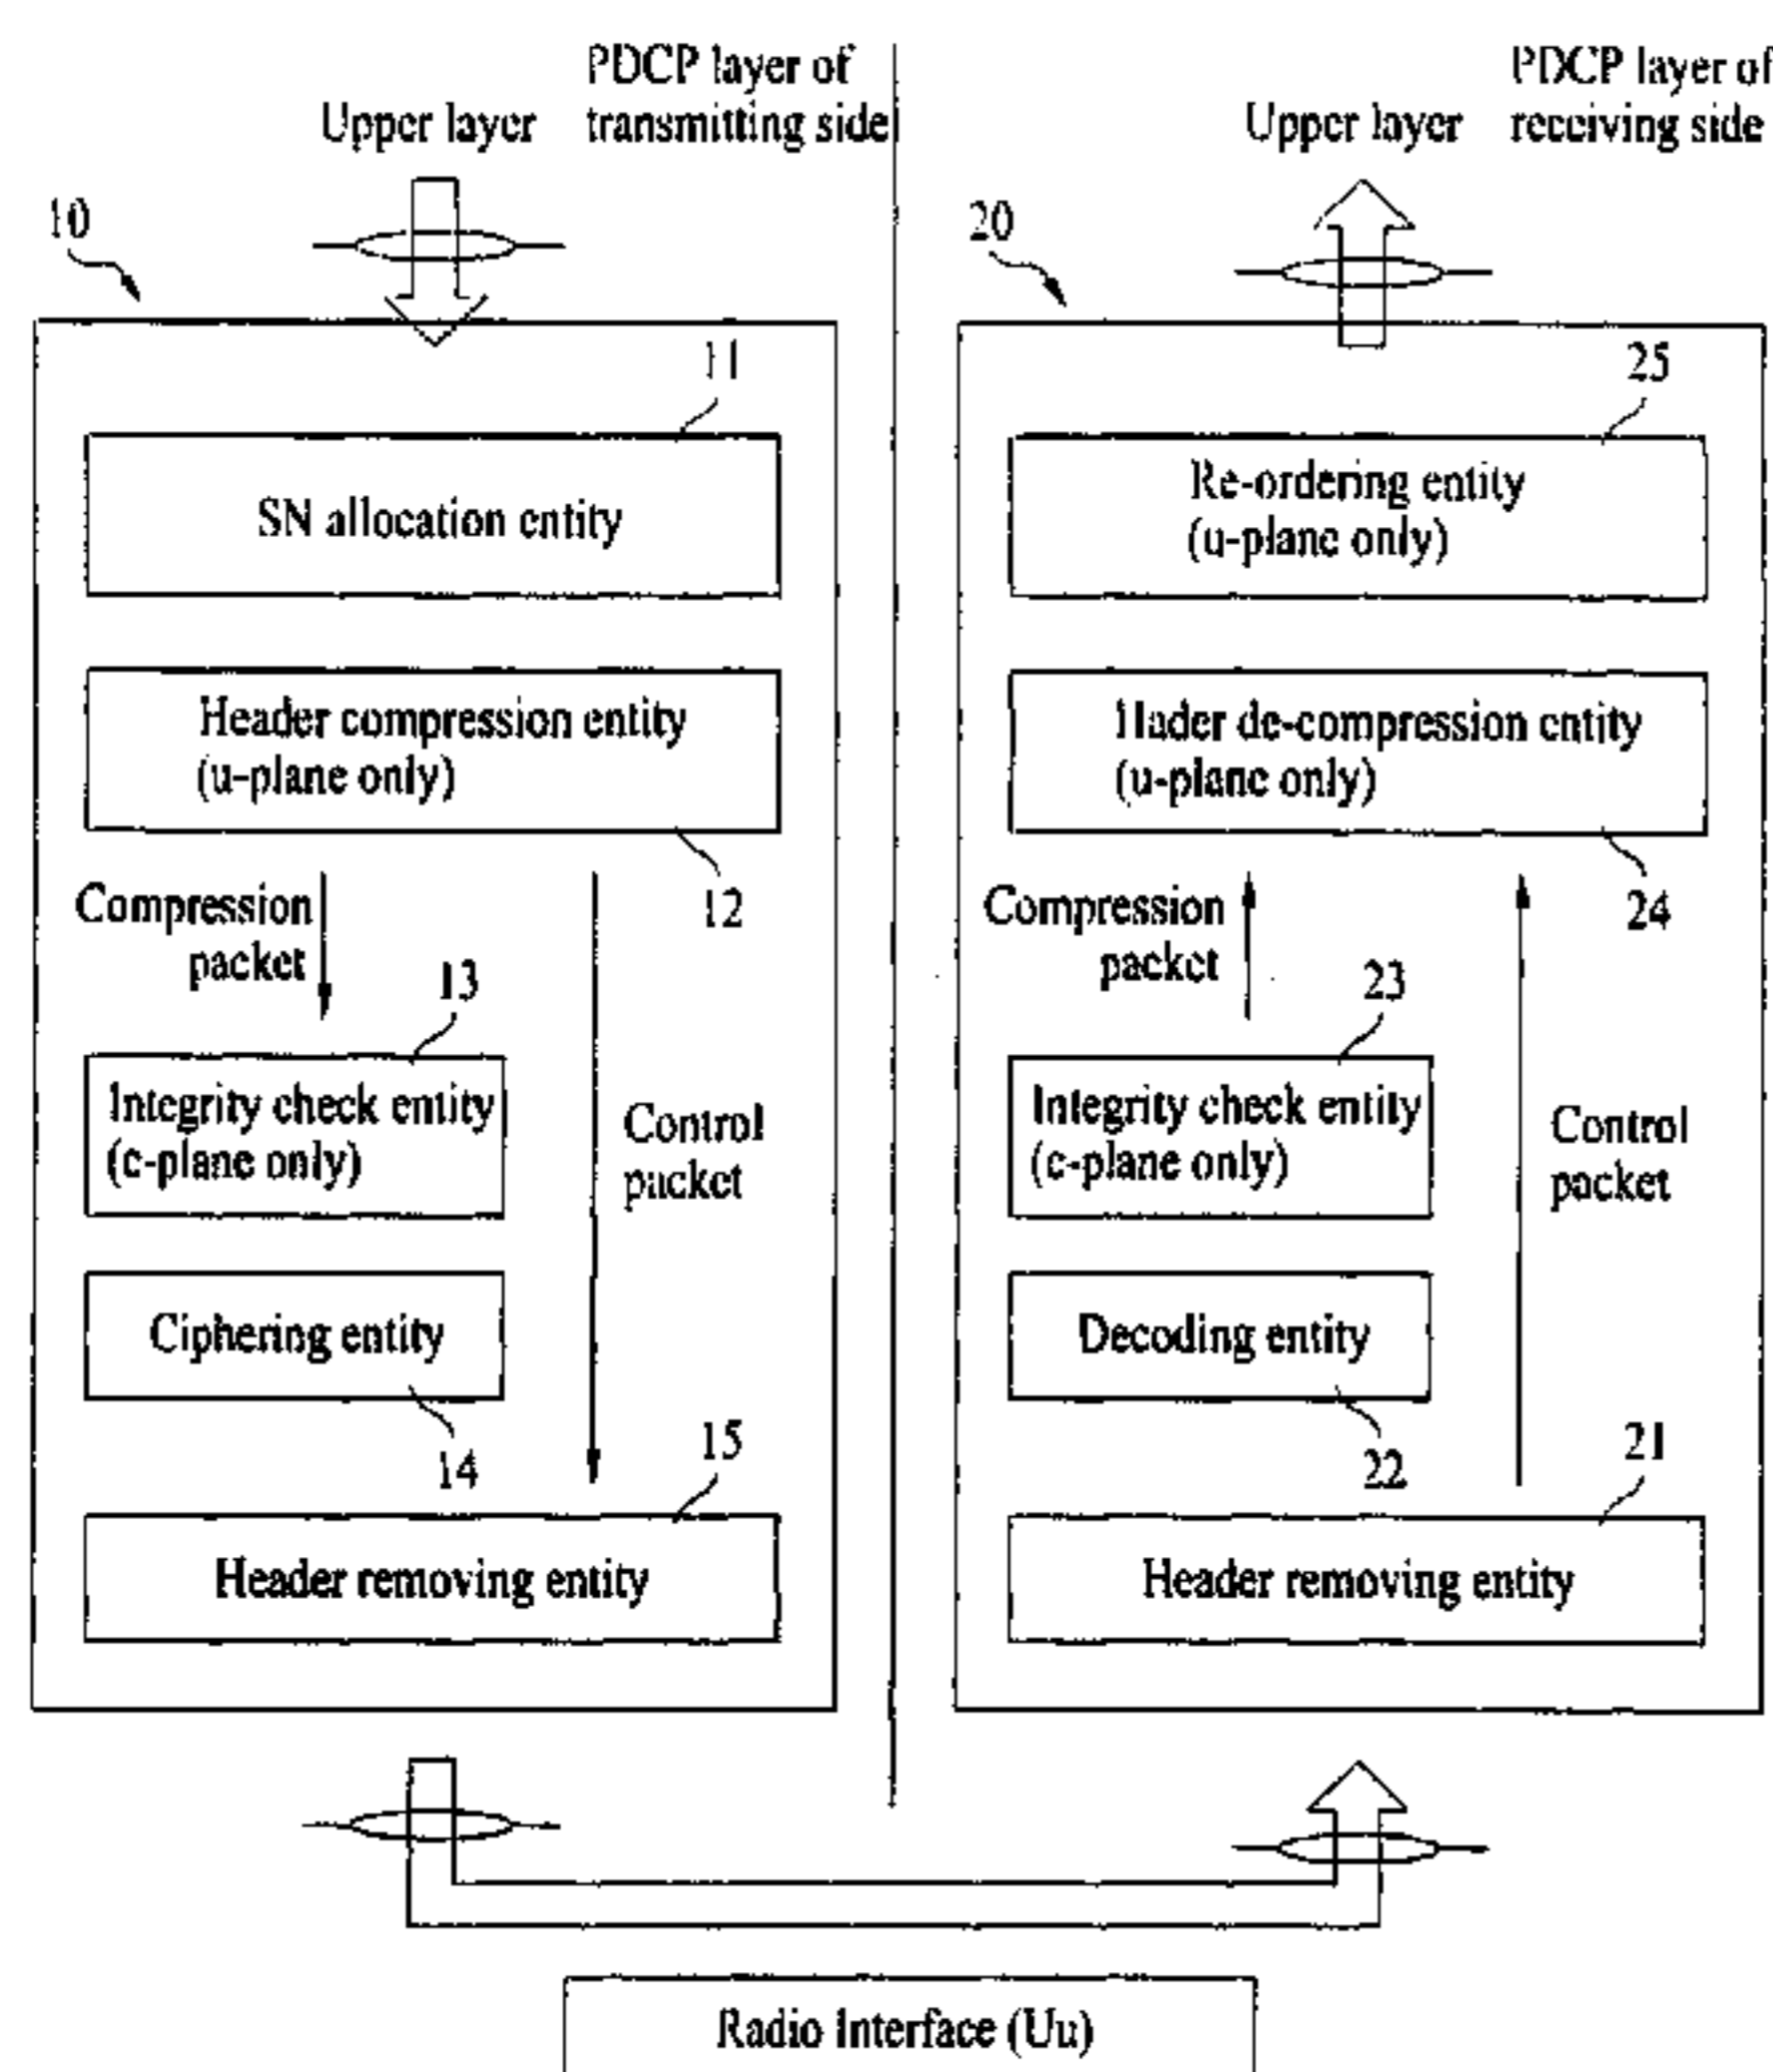 Upper layer
PDCP layer of
transmitting side
10
11
SN allocation entity
Header compression entity
(u-plane only)
12
Compression
packet
13
Integrity check entity
(c-plane only)
Control
packet
Ciphering entity
14
15
Header removing entity
Upper layer
PDCP layer of
receiving side
20
25
Re-ordering entity
(u-plane only)
Hader de-compression entity
(u-plane only)
24
Compression
packet
23
Integrity check entity
(c-plane only)
Control
packet
Decoding entity
22
21
Header removing entity
Radio Interface (Uu)